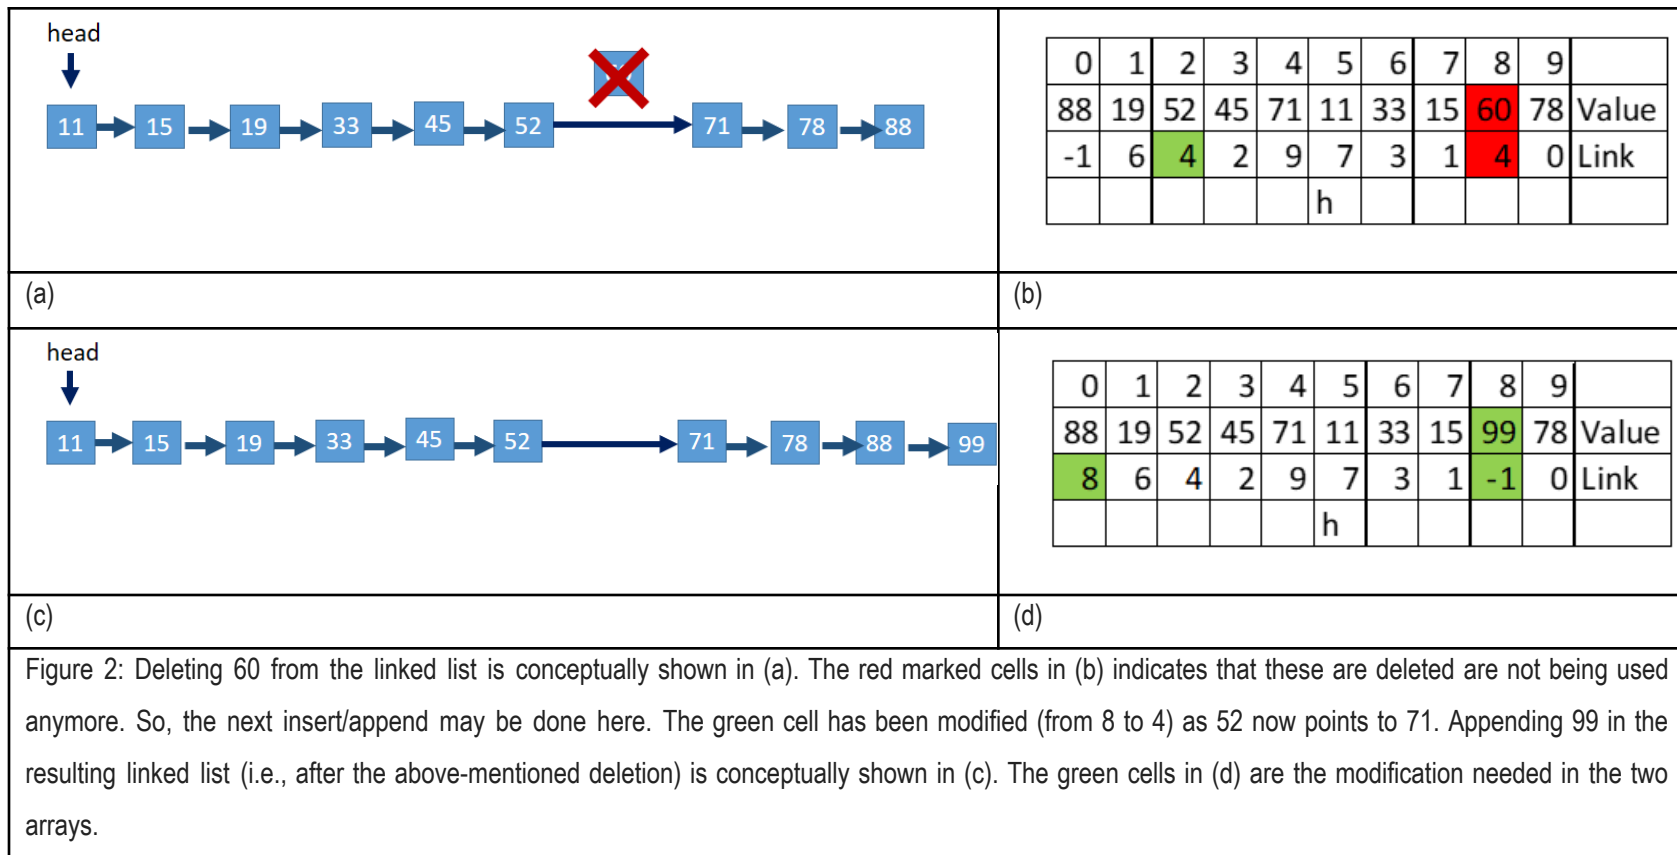 head
11 15 19 33 45 52 71 78 88
0 1 2 3 4 5 6 7 8 9
88 19 52 45 71 11 33 15 60 78 Value
-1 6 4 2 9 7 3 1 4 0 Link
h
(a)
(b)
head
11 15 19 33 45 52 71 78 88 99
0 1 2 3 4 5 6 7 8 9
88 19 52 45 71 11 33 15 99 78 Value
8 6 4 2 9 7 3 1 -1 0 Link
h
(c)
(d)
Figure 2: Deleting 60 from the linked list is conceptually shown in (a). The red marked cells in (b) indicates that these are deleted are not being used
anymore. So, the next insert/append may be done here. The green cell has been modified (from 8 to 4) as 52 now points to 71. Appending 99 in the
resulting linked list (i.e., after the above-mentioned deletion) is conceptually shown in (c). The green cells in (d) are the modification needed in the two
arrays.